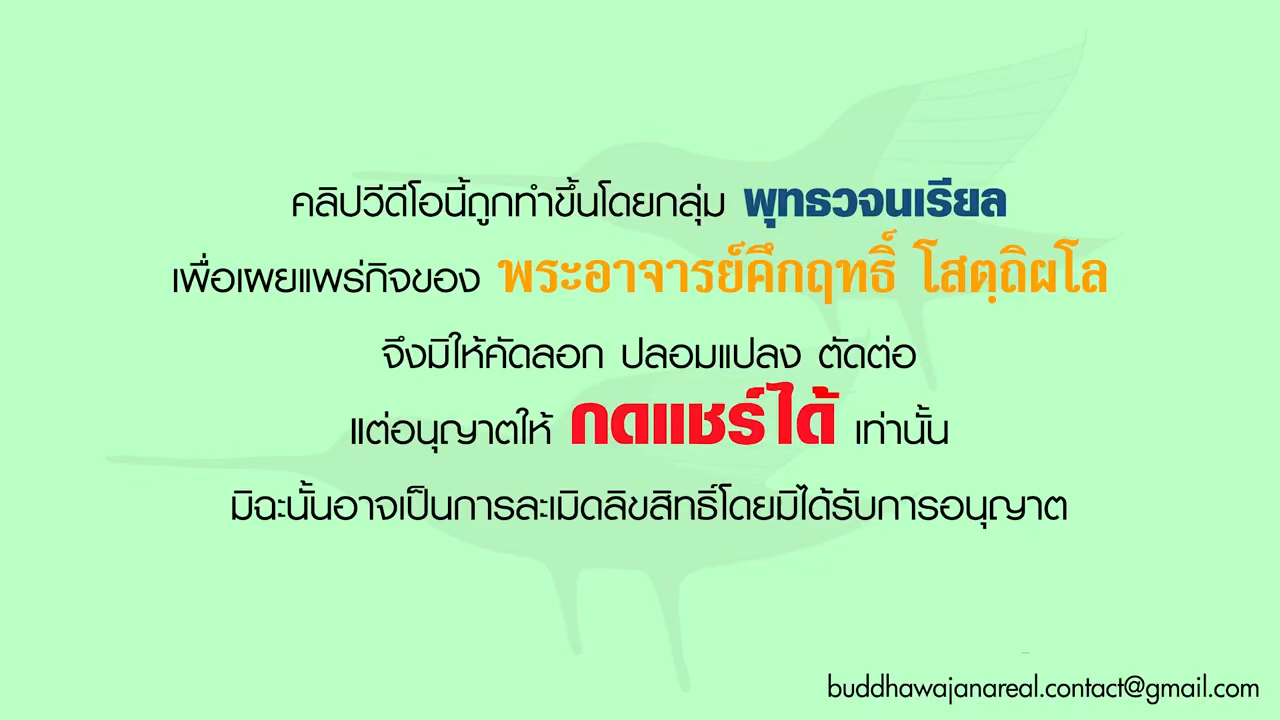 คลิปวีดีโอนี้ถูกทำขึ้นโดยกลุ่ม พุทธวจนเรียล
เพื่อเผยแพร่กิจของ พระอาจารย์คึกฤทธิ์ โสตฺถิผโล
จึงมิให้คัดลอก ปลอมแปลง ตัดต่อ
แต่อนุญาตให้ กดแชร์ได้ เท่านั้น
มิฉะนั้นอาจเป็นการละเมิดลิขสิทธิ์โดยมิได้รับการอนุญาต
buddhawajanareal.contact@gmail.com